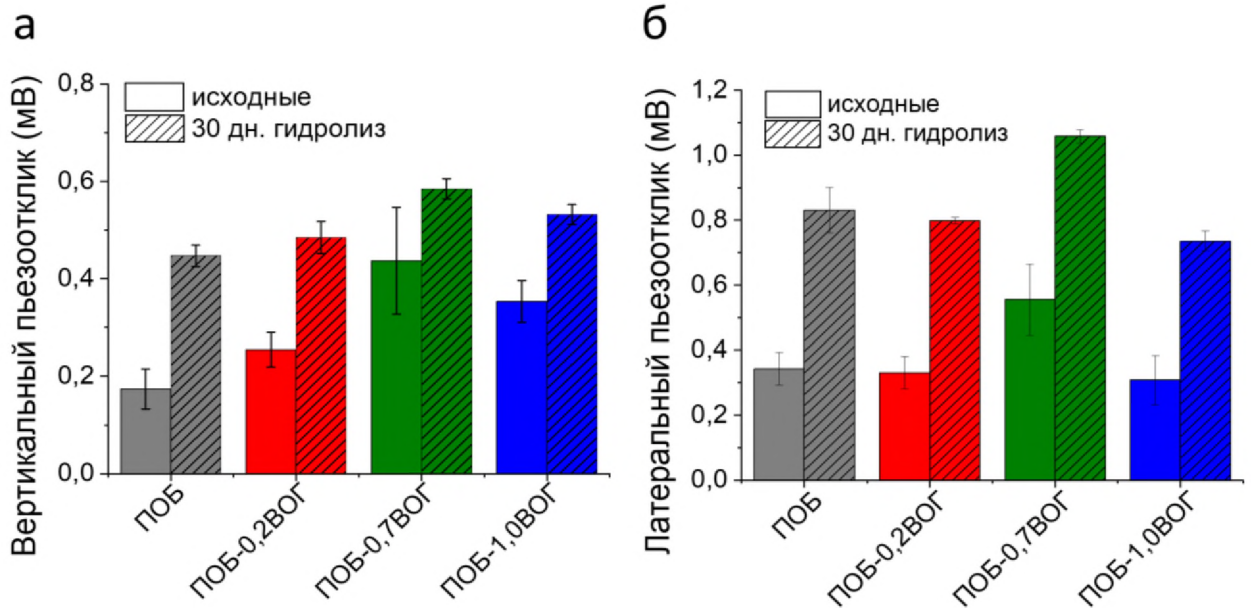 а
Вертикальный пьезоотклик (мВ)
0,8
0,6
0,4
0,2
0,0
исходные
30 дн. гидролиз
ПОБ
ПОБ-0,2ВОГ
ПОБ-0,7ВОГ
ПОБ-1,0ВОГ
б
Латеральный пьезоотклик (мВ)
1,2
1,0
0,8
0,6
0,4
0,2
0,0
исходные
30 дн. гидролиз
ПОБ
ПОБ-0,2ВОГ
ПОБ-0,7ВОГ
ПОБ-1,0ВОГ